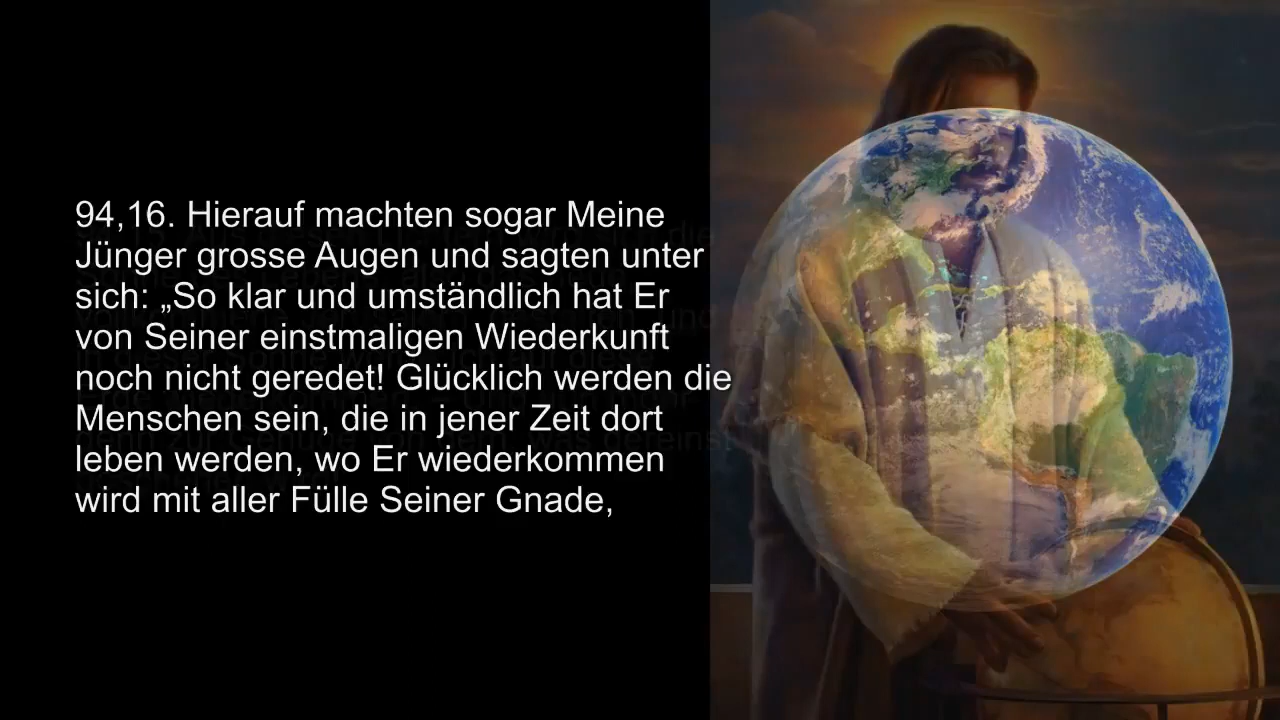 94,16. Hierauf machten sogar Meine
Jünger grosse Augen und sagten unter
sich: „So klar und umständlich hat Er
von Seiner einstmaligen Wiederkunft
noch nicht geredet! Glücklich werden die
Menschen sein, die in jener Zeit dort
leben werden, wo Er wiederkommen
wird mit aller Fülle Seiner Gnade,